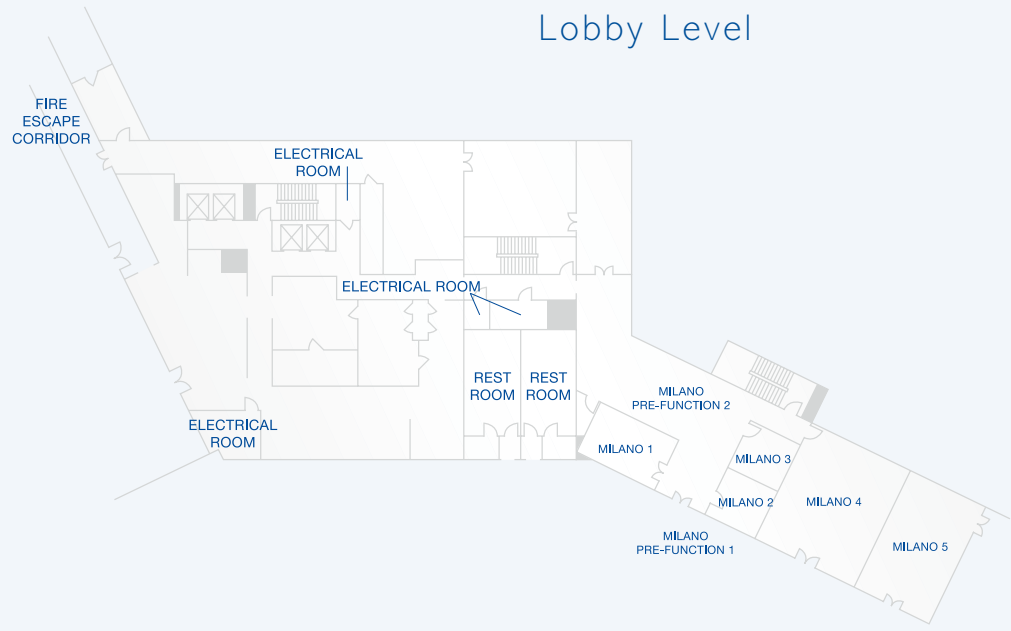 Lobby Level
FIRE
ESCAPE
CORRIDOR
ELECTRICAL
ROOM
ELECTRICAL ROOM
REST
ROOM
REST
ROOM
MILANO
PRE-FUNCTION 2
ELECTRICAL
ROOM
MILANO 1
MILANO 3
MILANO 2
MILANO 4
MILANO
PRE-FUNCTION 1
MILANO 5